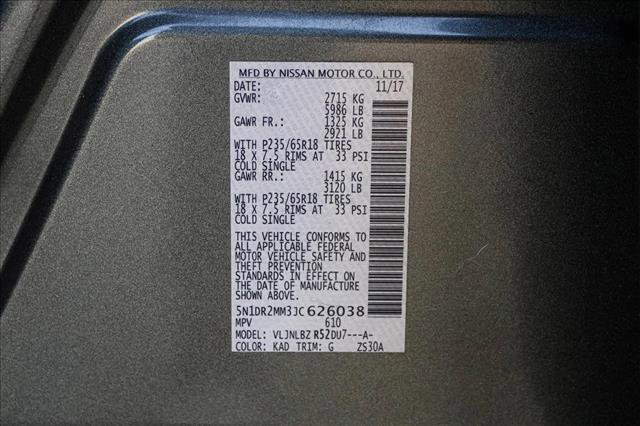 MFD BY NISSAN MOTOR CO., LTD.
DATE: 11/17
GVWR: 2715 KG
5986 LB
GAWR FR.: 1325 KG
2921 LB
WITH P235/65R18 TIRES
18 X 7.5 RIMS AT 33 PSI
COLD SINGLE
GAWR RR.: 1415 KG
3120 LB
WITH P235/65R18 TIRES
18 X 7.5 RIMS AT 33 PSI
COLD SINGLE
THIS VEHICLE CONFORMS TO
ALL APPLICABLE FEDERAL
MOTOR VEHICLE SAFETY AND
THEFT PREVENTION
STANDARDS IN EFFECT ON
THE DATE OF MANUFACTURE
SHOWN ABOVE.
5N1DR2MM3JC626038
MPV 610
MODEL: VLJNLBZ R52DU7---A-
COLOR: KAD TRIM: G ZS30A